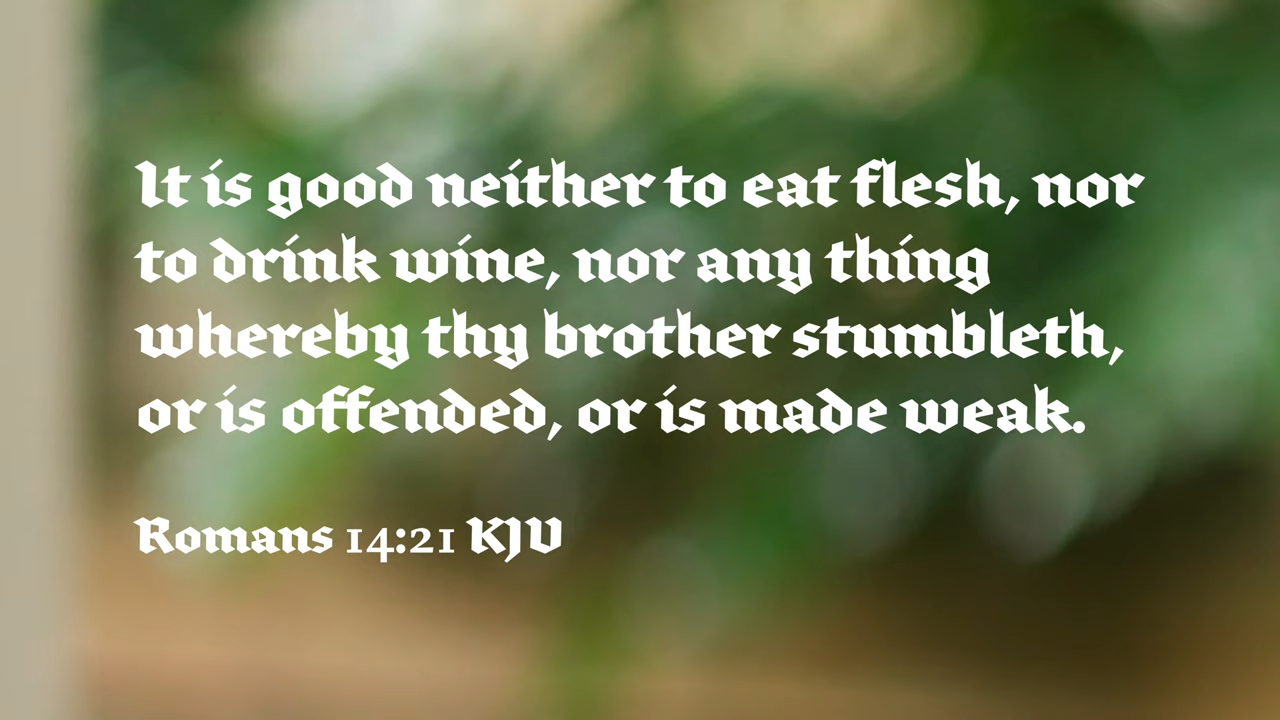 It is good neither to eat flesh, nor
to drink wine, nor any thing
whereby thy brother stumbleth,
or is offended, or is made weak.
Romans 14:21 KJV